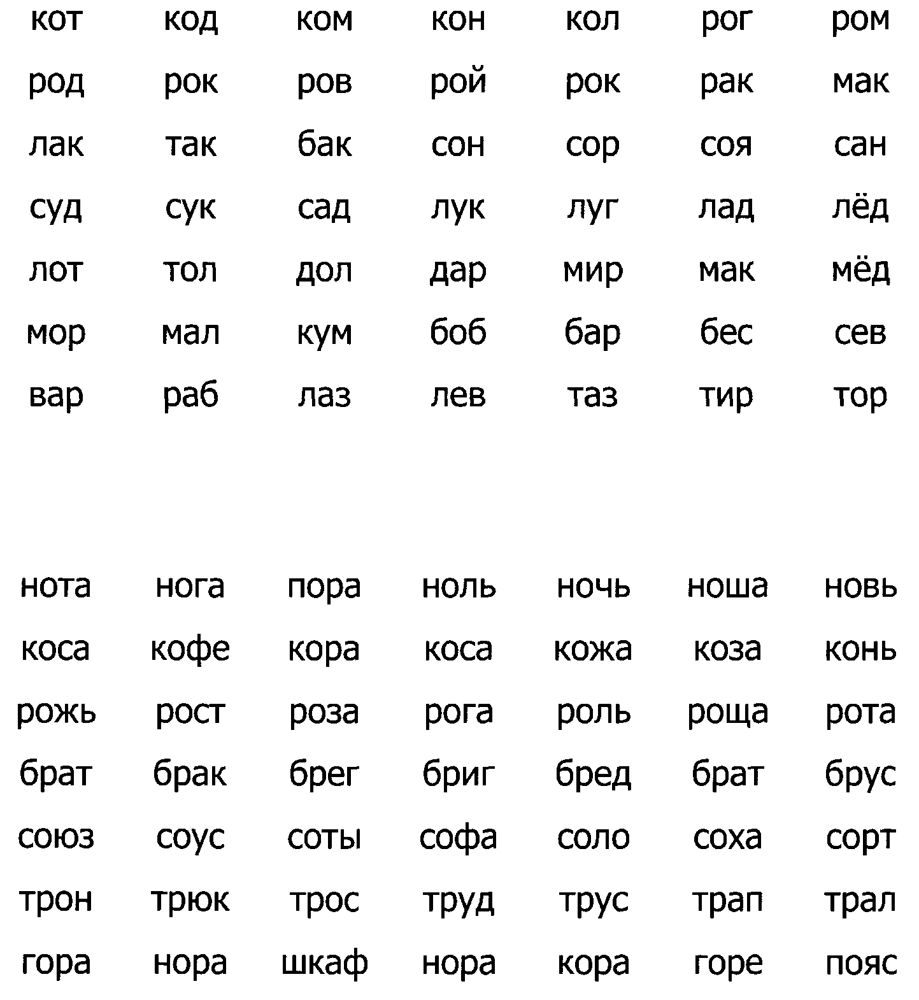 кот код ком кон кол рог ром
род рок ров рой рок рак мак
лак так бак сон сор соя сан
суд сук сад лук луг лад лёд
лот тол дол дар мир мак мёд
мор мал кум боб бар бес сев
вар раб лаз лев таз тир тор
нота нога пора ноль ночь ноша новь
коса кофе кора коса кожа коза конь
рожь рост роза рога роль роща рота
брат брак брег бриг бред брат брус
союз соус соты софа соло соха сорт
трон трюк трос труд трус трап трал
гора нора шкаф нора кора горе пояс